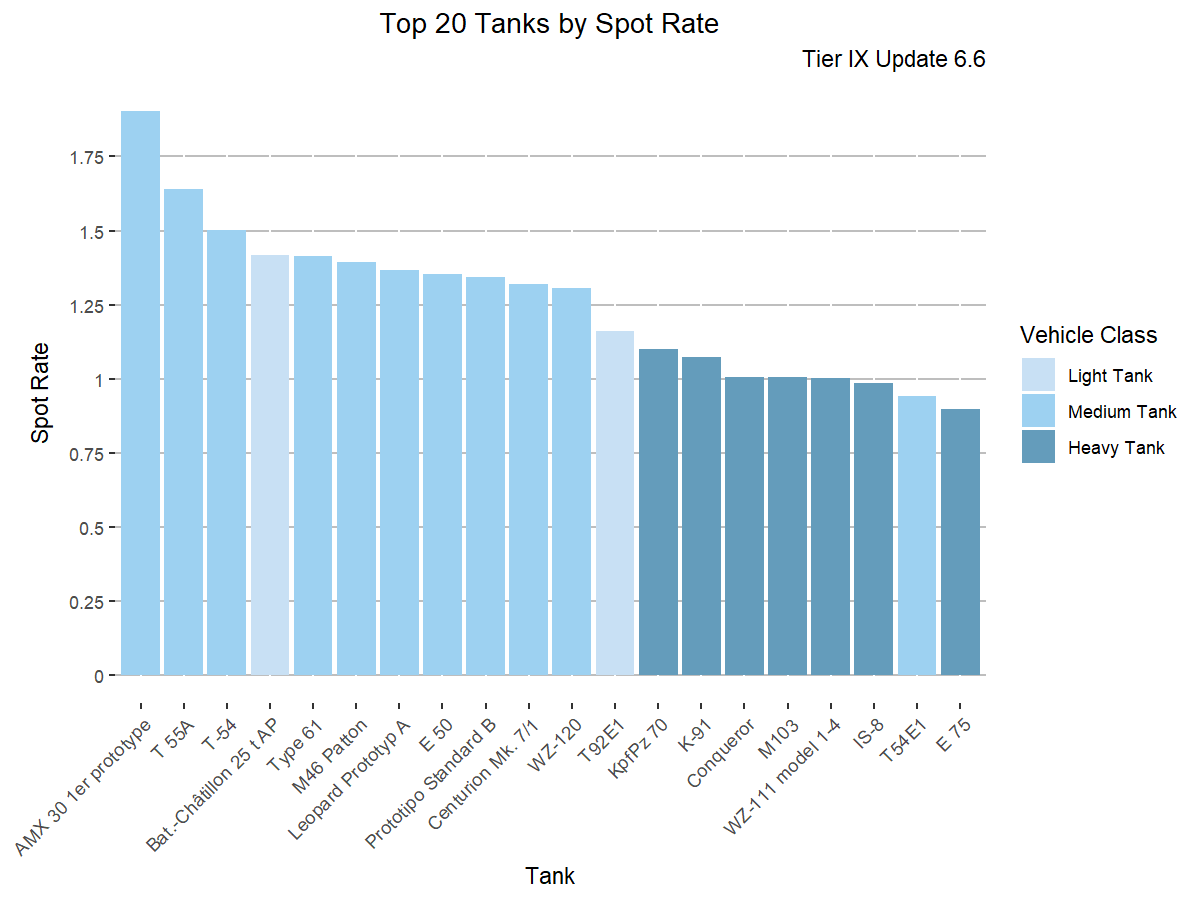 Top 20 Tanks by Spot Rate
Tier IX Update 6.6
Spot Rate
1.75
1.5
1.25
1
0.75
0.5
0.25
0
AMX 30 1er prototype
T 55A
T-54
Bat.-Châtillon 25 t AP
Type 61
M46 Patton
Leopard Prototyp A
E 50
Prototipo Standard B
Centurion Mk. 7/1
WZ-120
T92E1
KpfPz 70
K-91
Conqueror
M103
WZ-111 model 1-4
IS-8
T54E1
E 75
Tank
Vehicle Class
Light Tank
Medium Tank
Heavy Tank